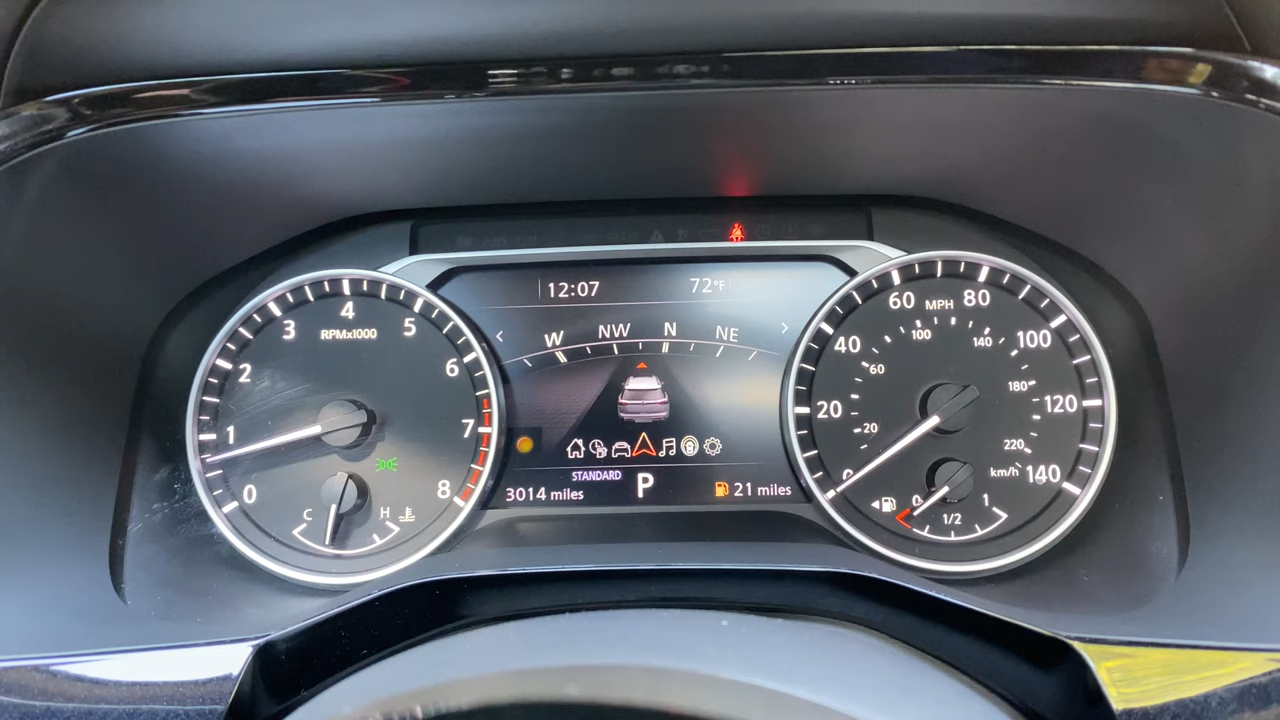 12:07 72°F
W NW N NE
0 1 2 3 4 5 6 7 8
RPMx1000
C H
STANDARD
3014 miles P 21 miles
0 20 40 60 80 100 120 140
MPH
20 60 100 140 180 220
km/h
0 1/2 1